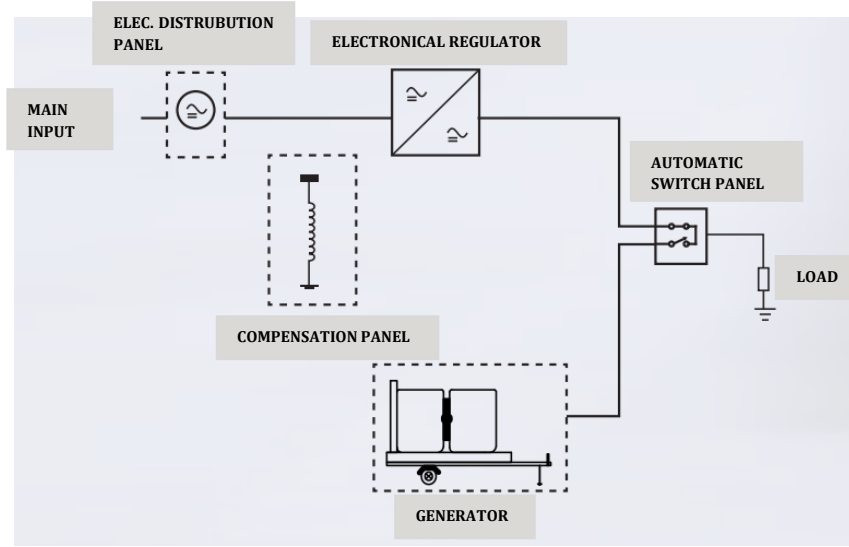 ELEC. DISTRUBUTION
PANEL
ELECTRONICAL REGULATOR
MAIN
INPUT
AUTOMATIC
SWITCH PANEL
LOAD
COMPENSATION PANEL
GENERATOR